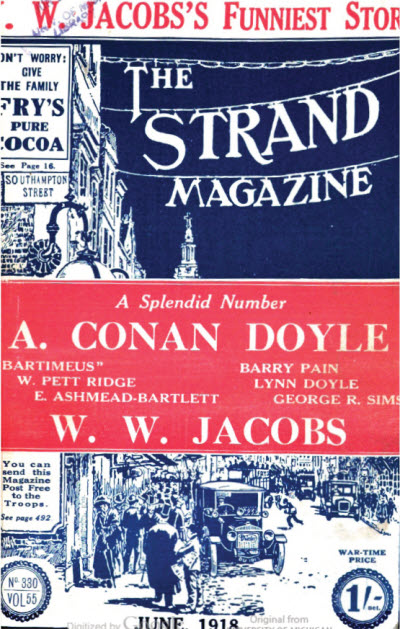 . W. JACOBS'S FUNNIEST STOR
ON'T WORRY:
GIVE
THE FAMILY
FRY'S
PURE
COCOA
See Page 16.
SOUTHAMPTON
STREET
THE
STRAND
MAGAZINE
A Splendid Number
A. CONAN DOYLE
BARTIMEUS"
BARRY PAIN
W. PETT RIDGE
LYNN DOYLE
E. ASHMEAD-BARTLETT
GEORGE R. SIMS
W. W. JACOBS
You can
send this
Magazine
Post Free
to the
Troops.
See page 492
No. 330
VOL 55
WAR-TIME
PRICE
1/- net.
JUNE, 1918
Digitized by
Original from